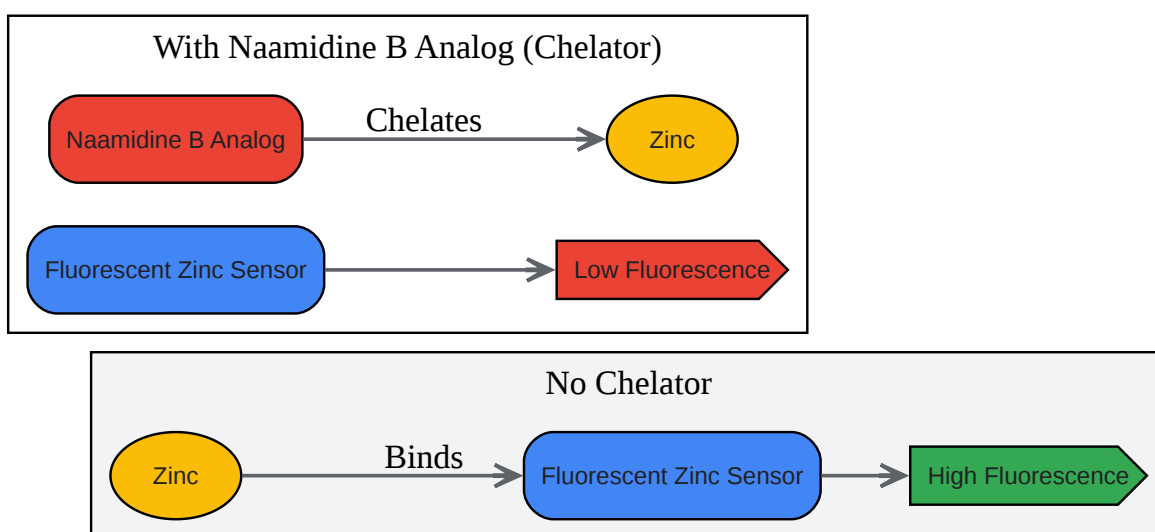 With Naamidine B Analog (Chelator)
Naamidine B Analog
Chelates
Zinc
Fluorescent Zinc Sensor
Low Fluorescence
No Chelator
Zinc
Binds
Fluorescent Zinc Sensor
High Fluorescence